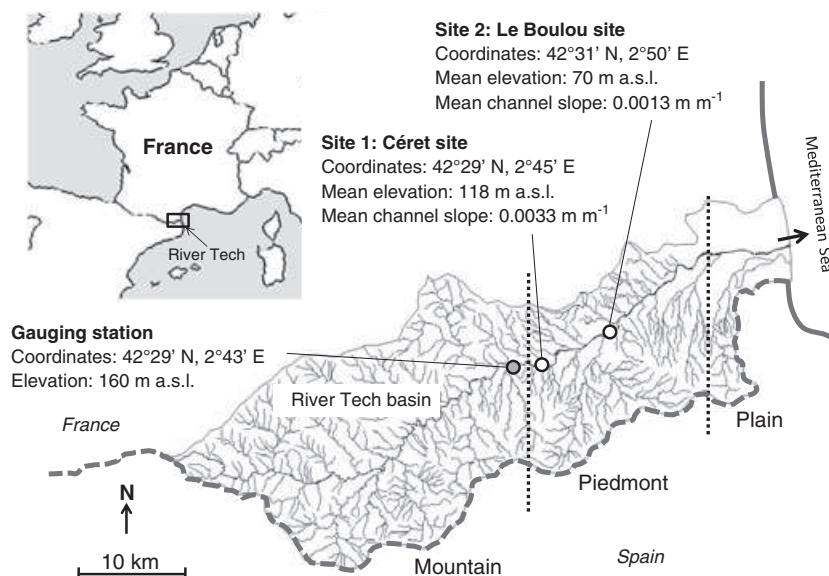 Site 2: Le Boulou site
Coordinates: 42°31' N, 2°50' E
Mean elevation: 70 m a.s.l.
Mean channel slope: 0.0013 m m-1
France
River Tech
Site 1: Céret site
Coordinates: 42°29' N, 2°45' E
Mean elevation: 118 m a.s.l.
Mean channel slope: 0.0033 m m-1
Mediterranean Sea
Gauging station
Coordinates: 42°29' N, 2°43' E
Elevation: 160 m a.s.l.
River Tech basin
France
Plain
Piedmont
N
10 km
Mountain
Spain